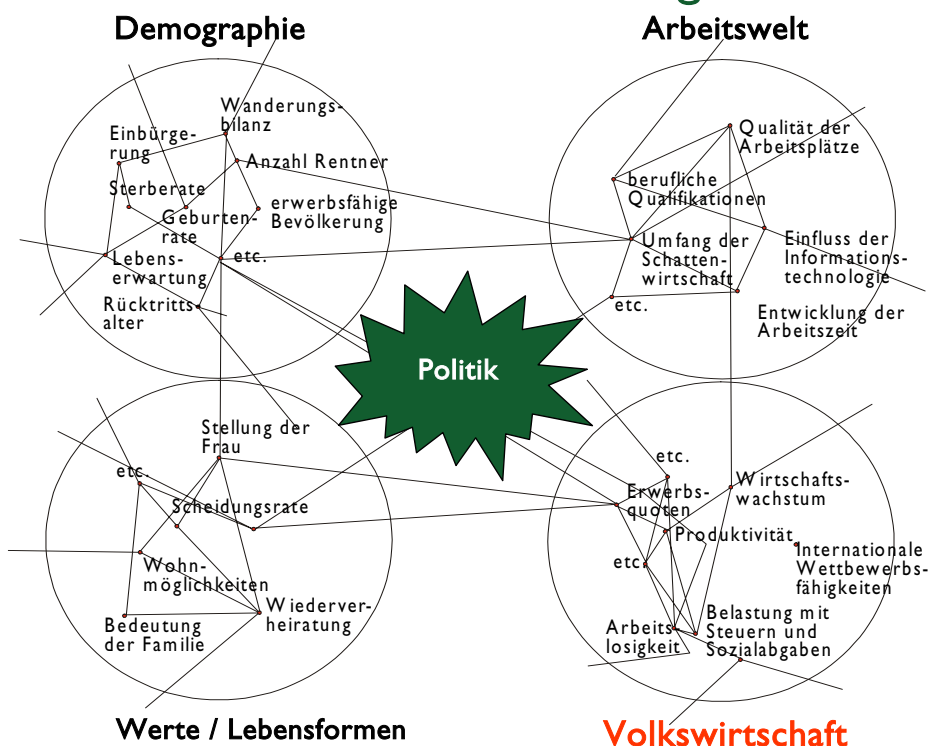 Demographie
Arbeitswelt
Wanderungs-
bilanz
Einbürge-
rung
Anzahl Rentner
Sterberate
erwerbsfähige
Bevölkerung
Geburten-
rate
etc.
Lebens-
erwartung
Rücktritts
alter
Qualität der
Arbeitsplätze
berufliche
Qualifikationen
Umfang der
Schatten-
wirtschaft
Einfluss der
Informations-
technologie
etc.
Entwicklung der
Arbeitszeit
Politik
Stellung der
Frau
etc.
Scheidungsrate
Wohn-
möglichkeiten
Wiederver-
heiratung
Bedeutung
der Familie
etc.
Erwerbs-
quoten
Wirtschafts-
wachstum
Produktivität
Internationale
Wettbewerbs-
fähigkeiten
etc.
Arbeits
losigkeit
Belastung mit
Steuern und
Sozialabgaben
Werte / Lebensformen
Volkswirtschaft